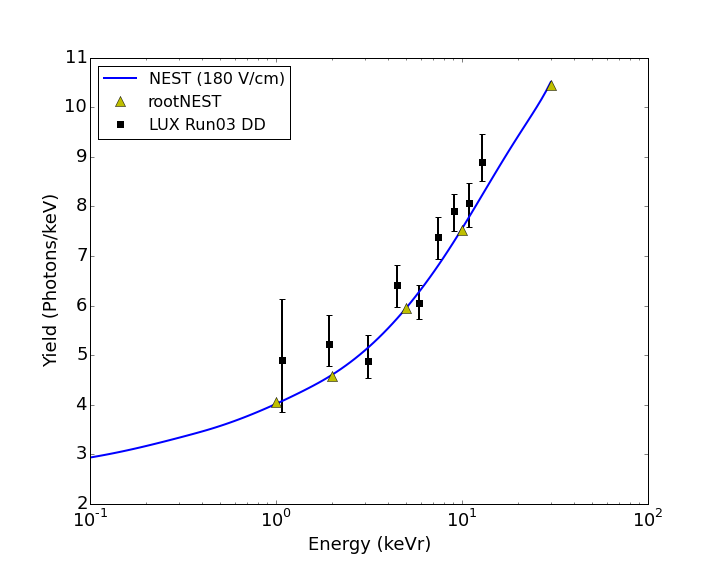 11
10
9
8
7
6
5
4
3
2
Yield (Photons/keV)
NEST (180 V/cm)
rootNEST
LUX Run03 DD
10⁻¹ 10⁰ 10¹ 10²
Energy (keVr)